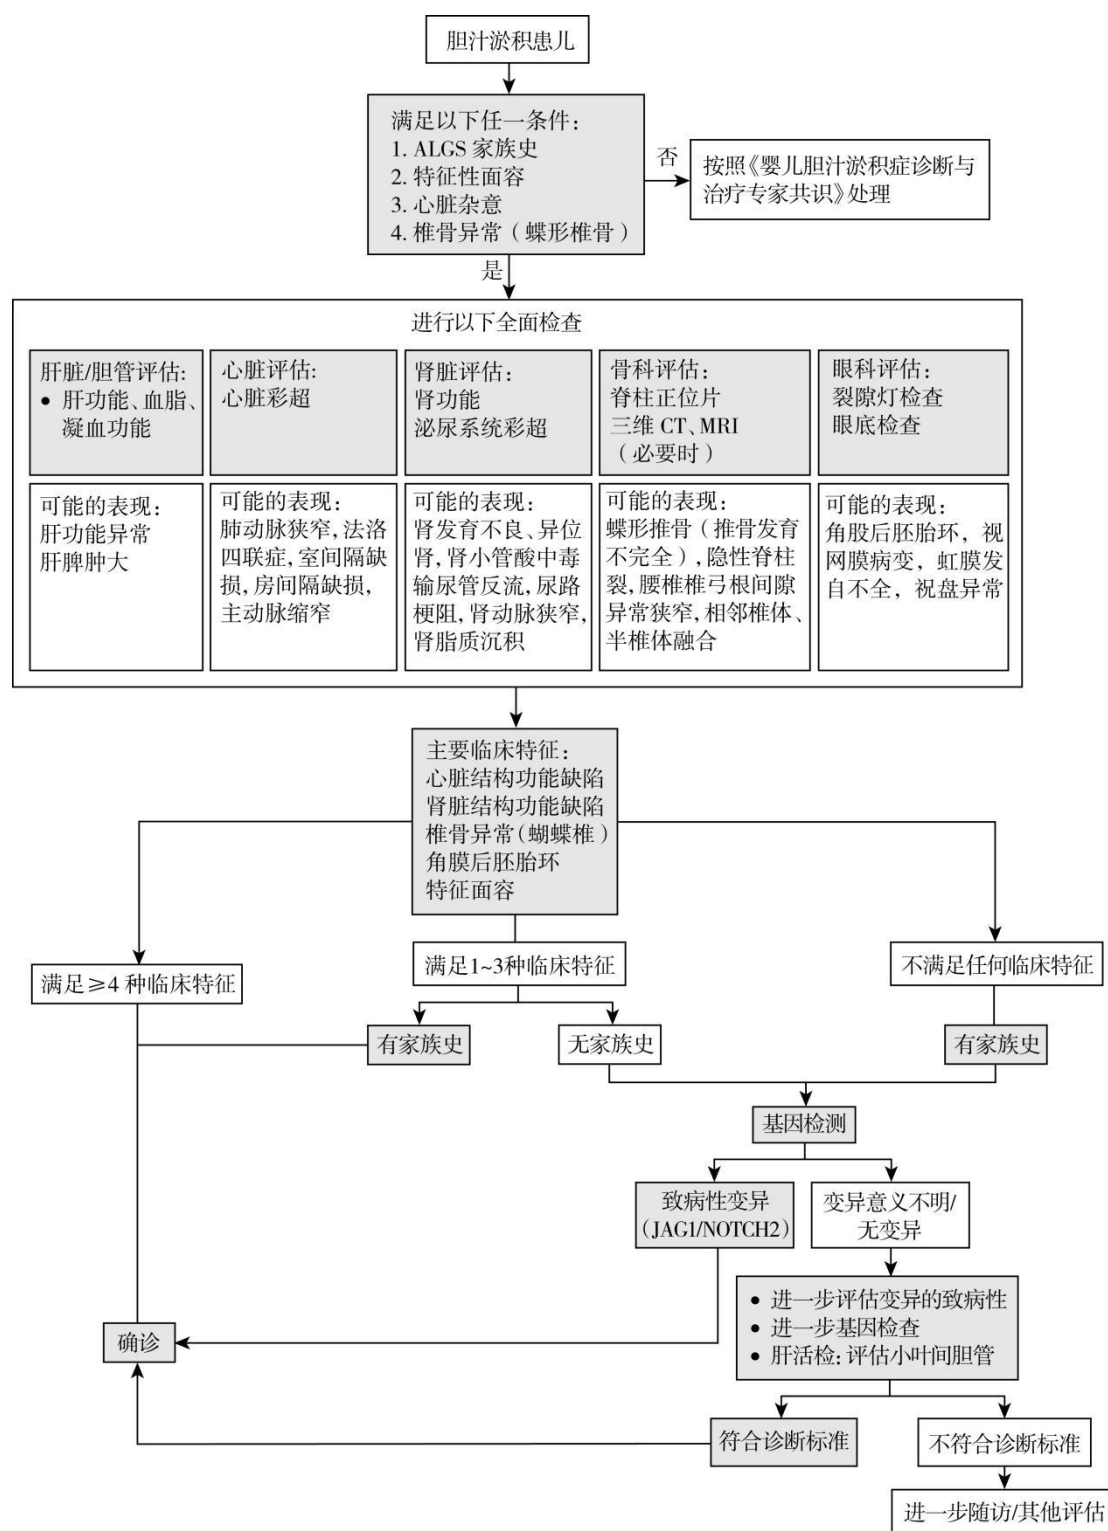 胆汁淤积患儿
满足以下任一条件：
1. ALGS 家族史
2. 特征性面容
3. 心脏杂意
4. 椎骨异常（蝶形椎骨）
否
按照《婴儿胆汁淤积症诊断与
治疗专家共识》处理
是
进行以下全面检查
肝脏/胆管评估:
• 肝功能、血脂、
凝血功能
心脏评估:
心脏彩超
肾脏评估：
肾功能
泌尿系统彩超
骨科评估：
脊柱正位片
三维 CT、MRI
（必要时）
眼科评估：
裂隙灯检查
眼底检查
可能的表现：
肝功能异常
肝脾肿大
可能的表现：
肺动脉狭窄，法洛
四联症，室间隔缺
损，房间隔缺损，
主动脉缩窄
可能的表现：
肾发育不良、异位
肾，肾小管酸中毒
输尿管反流，尿路
梗阻，肾动脉狭窄，
肾脂质沉积
可能的表现：
蝶形推骨（推骨发育
不完全），隐性脊柱
裂，腰椎椎弓根间隙
异常狭窄，相邻椎体、
半椎体融合
可能的表现：
角股后胚胎环，视
网膜病变，虹膜发
自不全，祝盘异常
主要临床特征：
心脏结构功能缺陷
肾脏结构功能缺陷
椎骨异常（蝴蝶椎）
角膜后胚胎环
特征面容
满足≥4 种临床特征
满足1~3种临床特征
不满足任何临床特征
有家族史
无家族史
有家族史
基因检测
致病性变异
（JAG1/NOTCH2）
变异意义不明/
无变异
• 进一步评估变异的致病性
• 进一步基因检查
• 肝活检：评估小叶间胆管
确诊
符合诊断标准
不符合诊断标准
进一步随访/其他评估